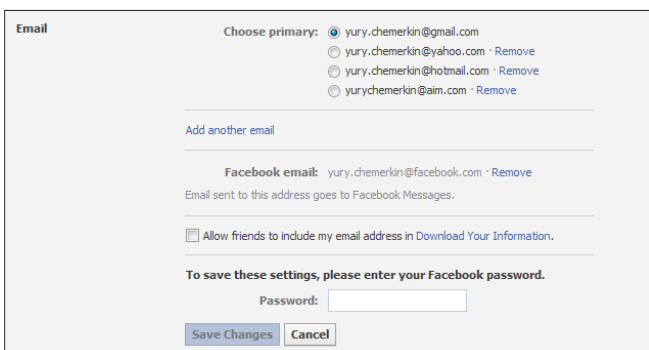 Email
Choose primary: yury.chemerkin@gmail.com
yury.chemerkin@yahoo.com · Remove
yury.chemerkin@hotmail.com · Remove
yurychemerkin@aim.com · Remove
Add another email
Facebook email: yury.chemerkin@facebook.com · Remove
Email sent to this address goes to Facebook Messages.
Allow friends to include my email address in Download Your Information.
To save these settings, please enter your Facebook password.
Password:
Save Changes Cancel